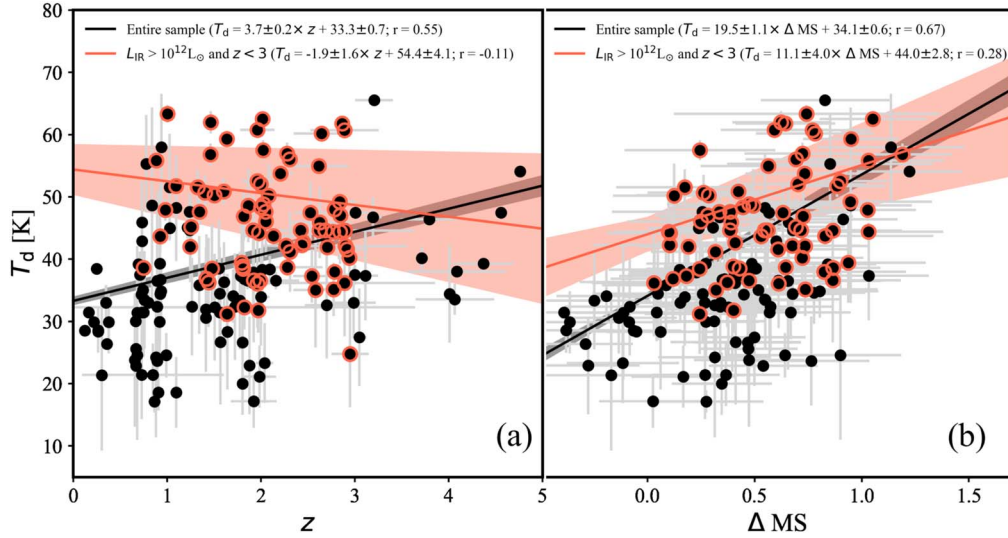 Entire sample (Td = 3.7±0.2× z + 33.3±0.7; r = 0.55)
LIR > 10¹²L⊙ and z < 3 (Td = -1.9±1.6× z + 54.4±4.1; r = -0.11)
Entire sample (Td = 19.5±1.1× Δ MS + 34.1±0.6; r = 0.67)
LIR > 10¹²L⊙ and z < 3 (Td = 11.1±4.0× Δ MS + 44.0±2.8; r = 0.28)
80
70
60
50
40
30
20
10
Td [K]
(a)
(b)
0 1 2 3 4 5
0.0 0.5 1.0 1.5
z
Δ MS